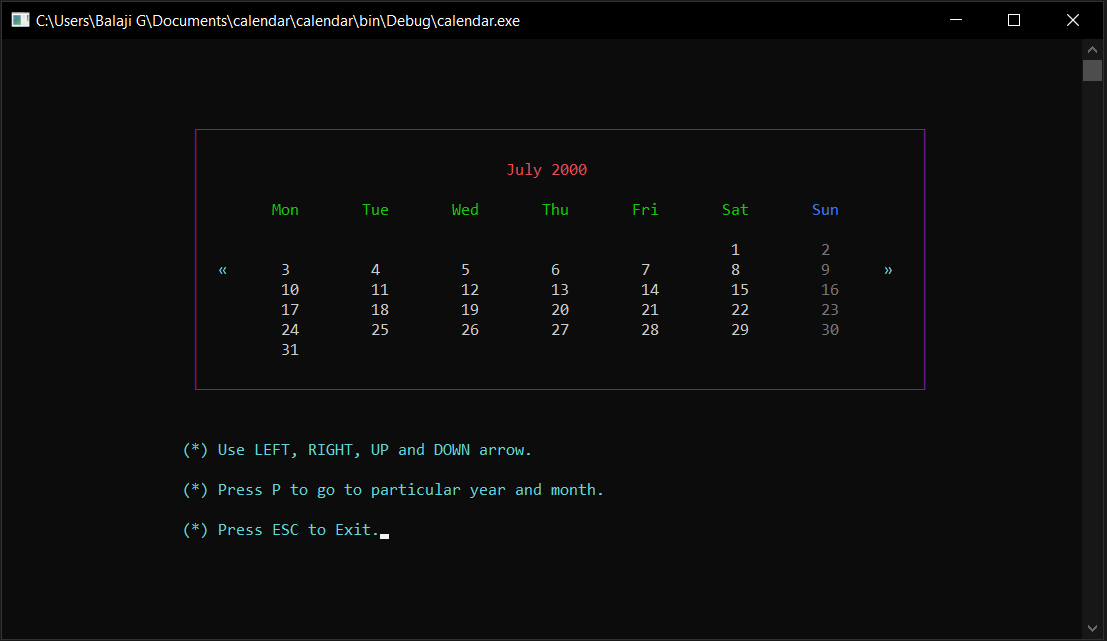 C:\Users\Balaji G\Documents\calendar\calendar\bin\Debug\calendar.exe
July 2000
Mon Tue Wed Thu Fri Sat Sun
1 2
« 3 4 5 6 7 8 9 »
10 11 12 13 14 15 16
17 18 19 20 21 22 23
24 25 26 27 28 29 30
31
(*) Use LEFT, RIGHT, UP and DOWN arrow.
(*) Press P to go to particular year and month.
(*) Press ESC to Exit.